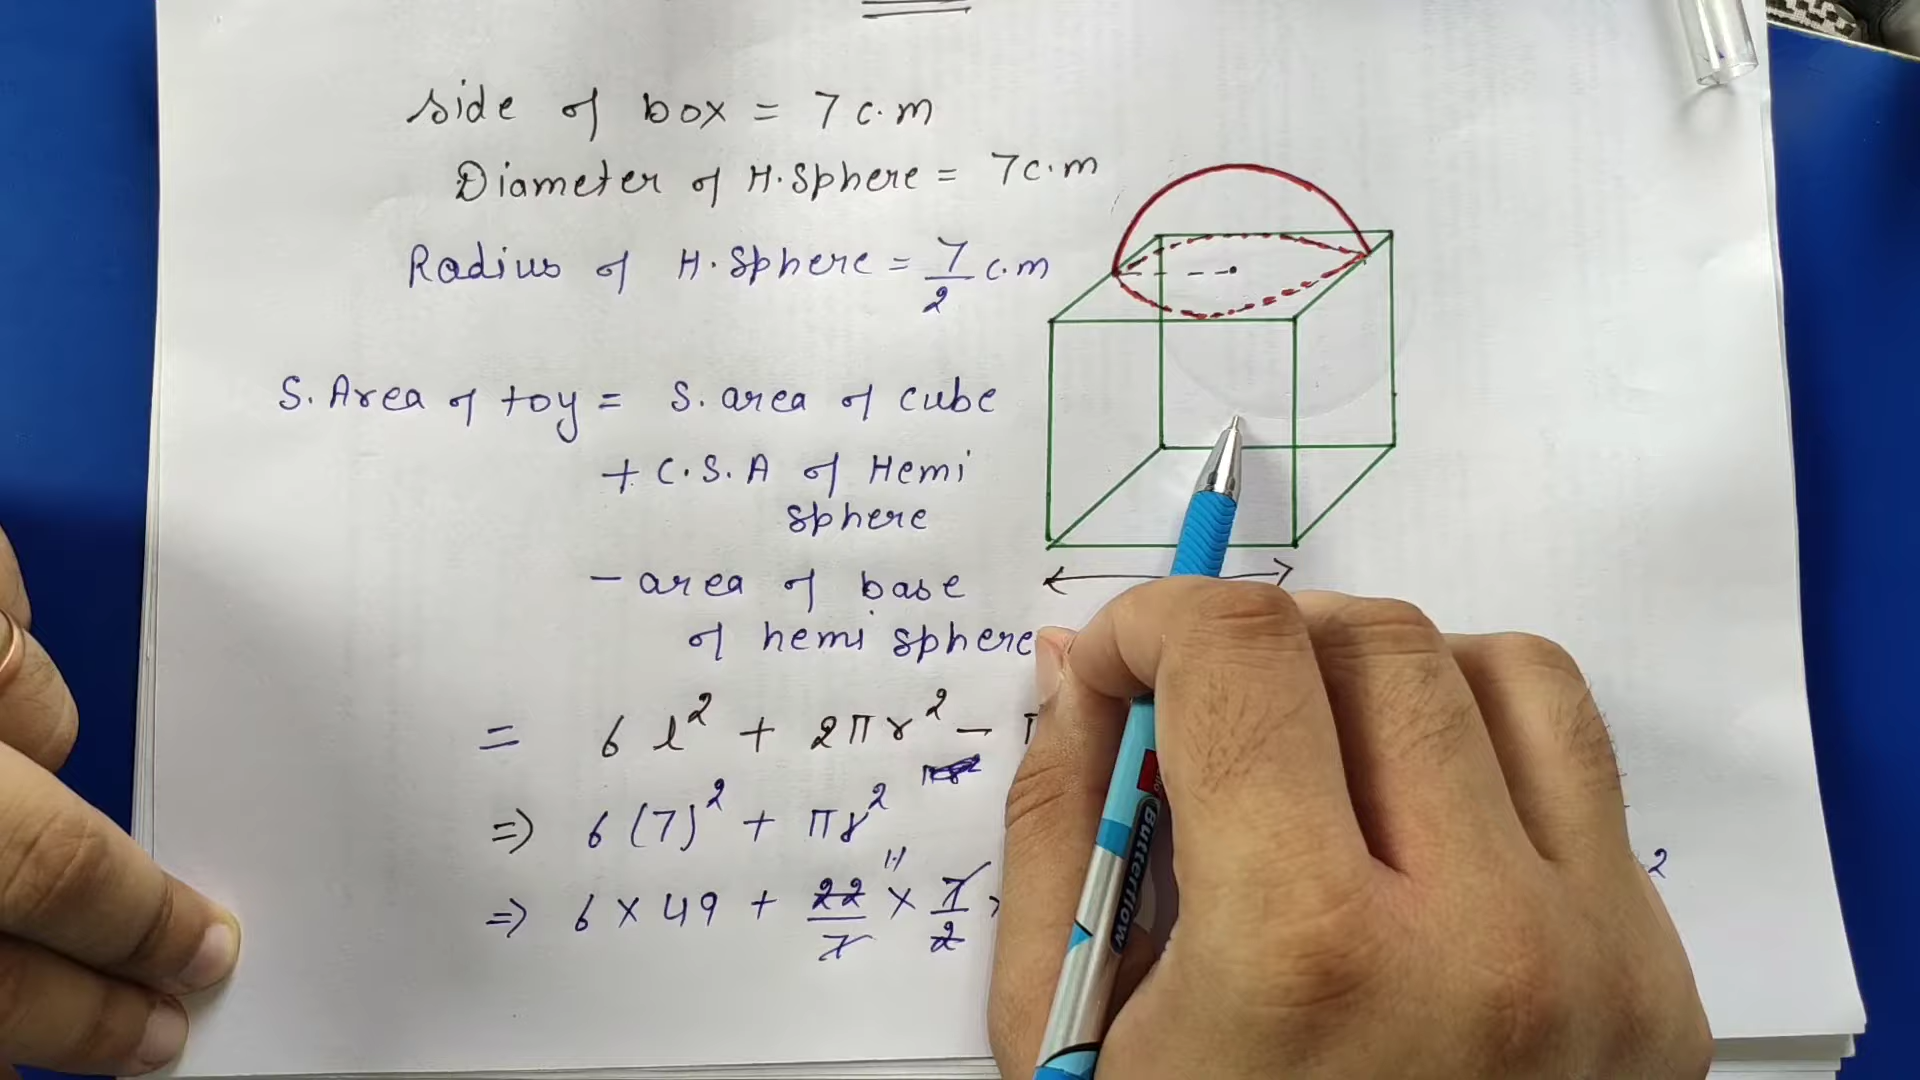 side of box = 7 c.m
Diameter of H.Sphere = 7c.m
Radius of H.Sphere = 7/2 c.m
S. Area of toy = S. area of cube
+ C.S.A of Hemi
sphere
- area of base
of hemi sphere
= 6 l² + 2πr² -
⇒ 6(7)² + πr²
⇒ 6 × 49 + 22/7 × 7/2
11
2
Butterflow